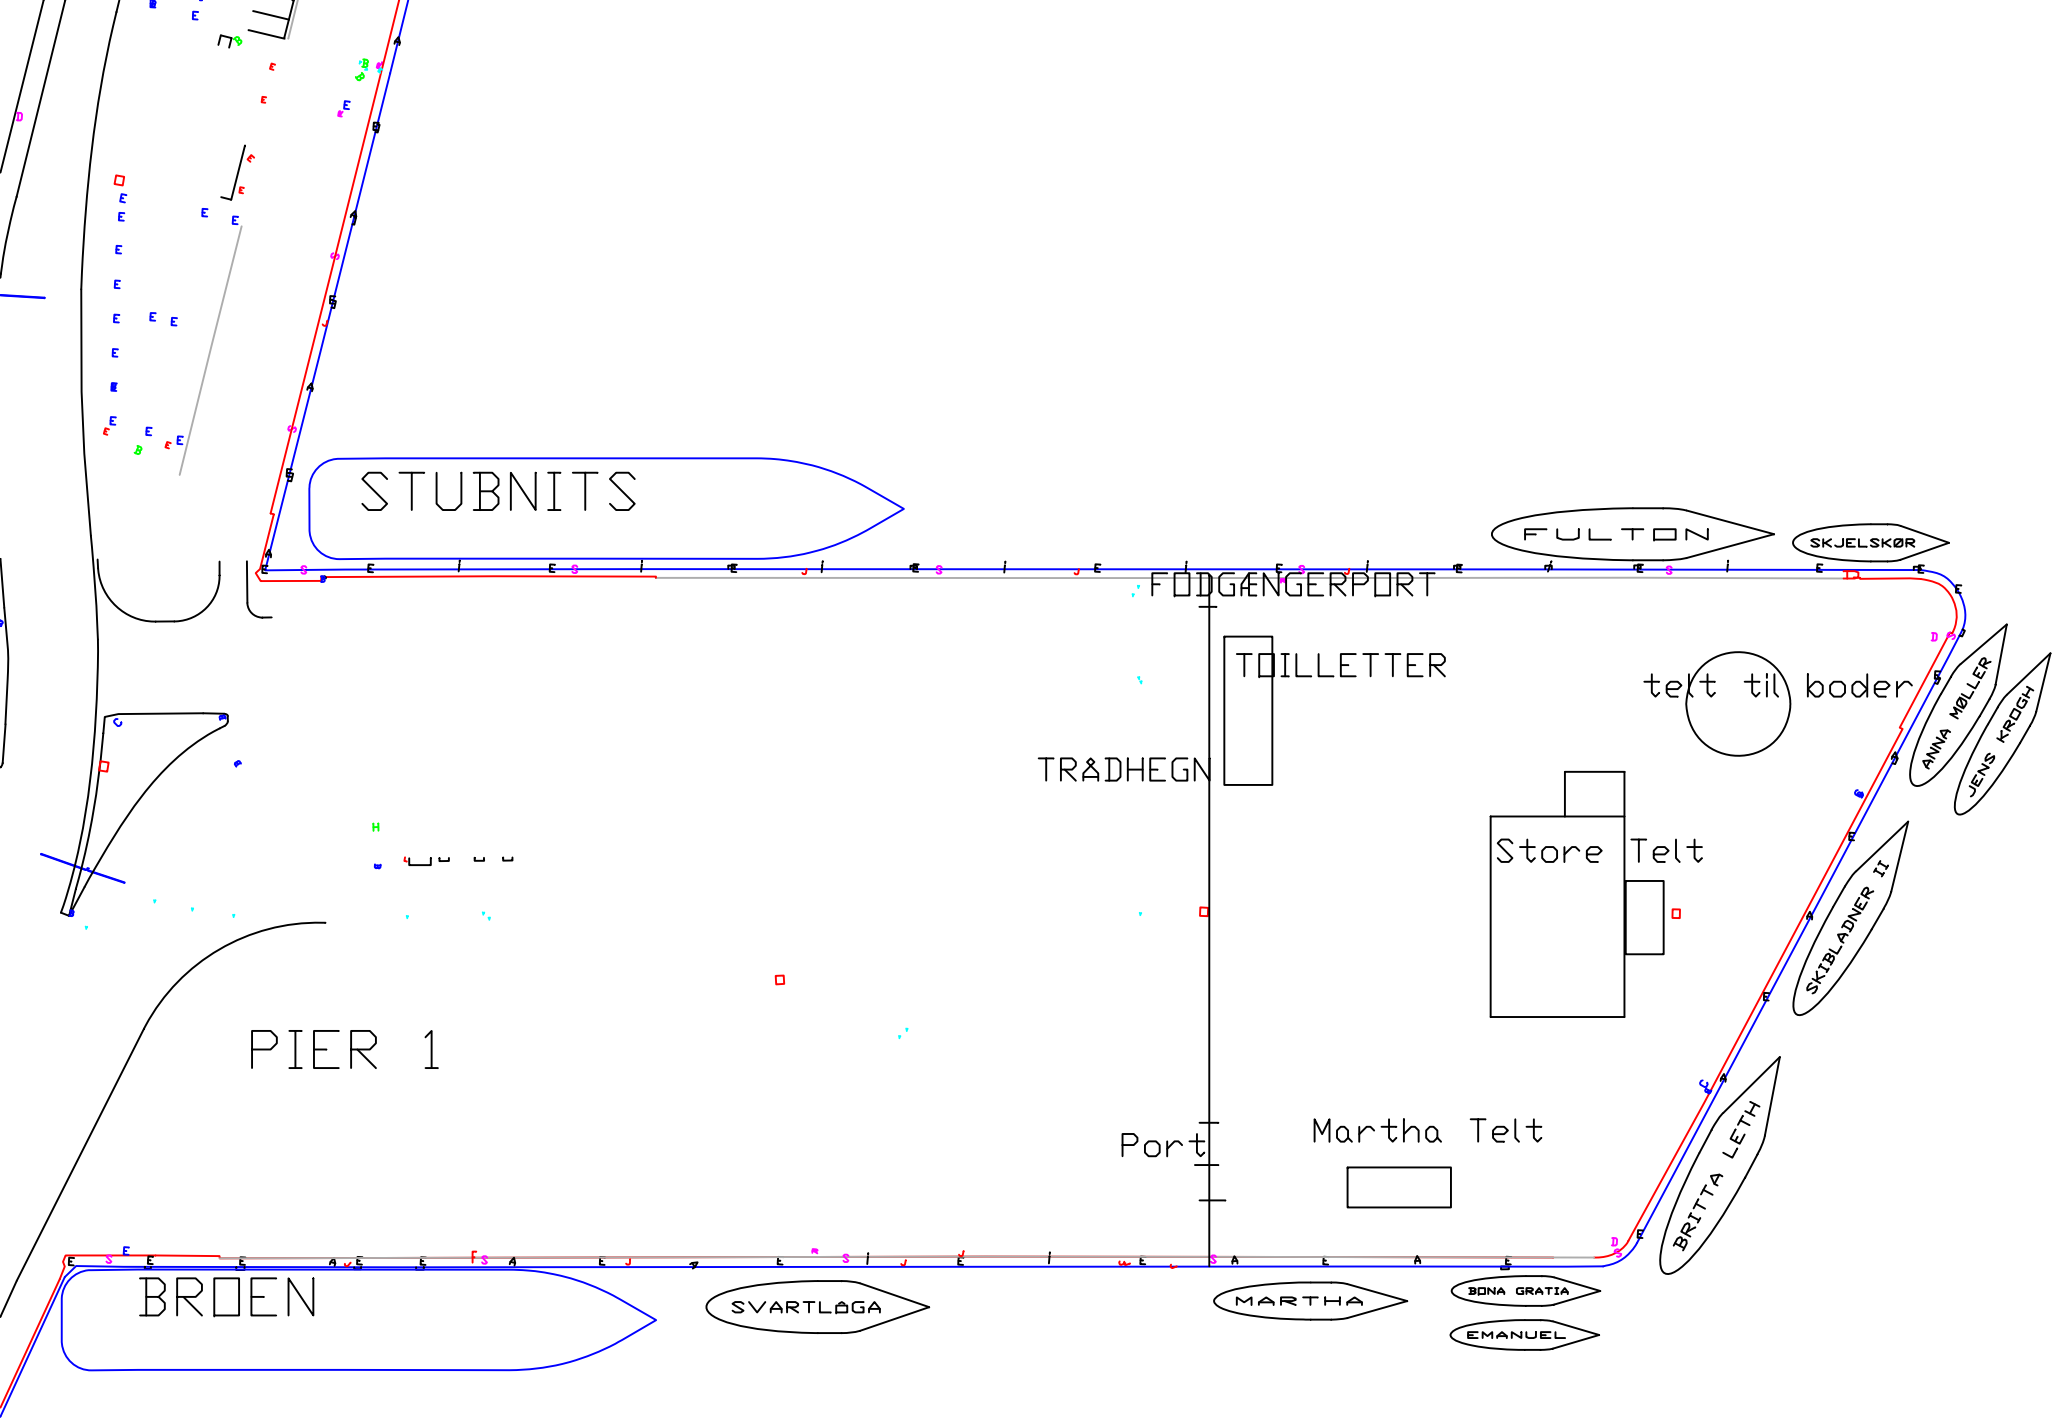 STUBNITS
FULTON
SKJELSKØR
FODGÆNGERPORT
TOILLETTER
telt til boder
ANNA MØLLER
JENS KROGH
TRÅDHEGN
Store Telt
SKIBLADNER II
PIER 1
Port
Martha Telt
BRITTA LETH
BROEN
SVARTLÅGA
MARTHA
BONA GRATIA
EMANUEL